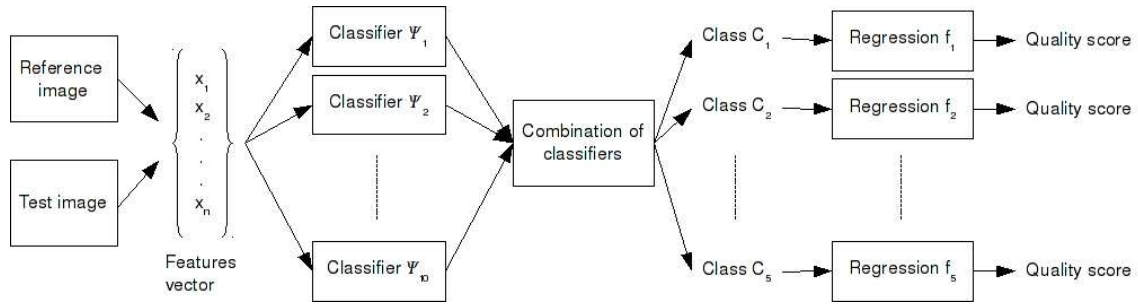 Reference
image
Test image
x1
x2
.
.
.
xn
Features
vector
Classifier Ψ1
Classifier Ψ2
Classifier Ψ10
Combination of
classifiers
Class C1
Regression f1
Quality score
Class C2
Regression f2
Quality score
Class C5
Regression f5
Quality score